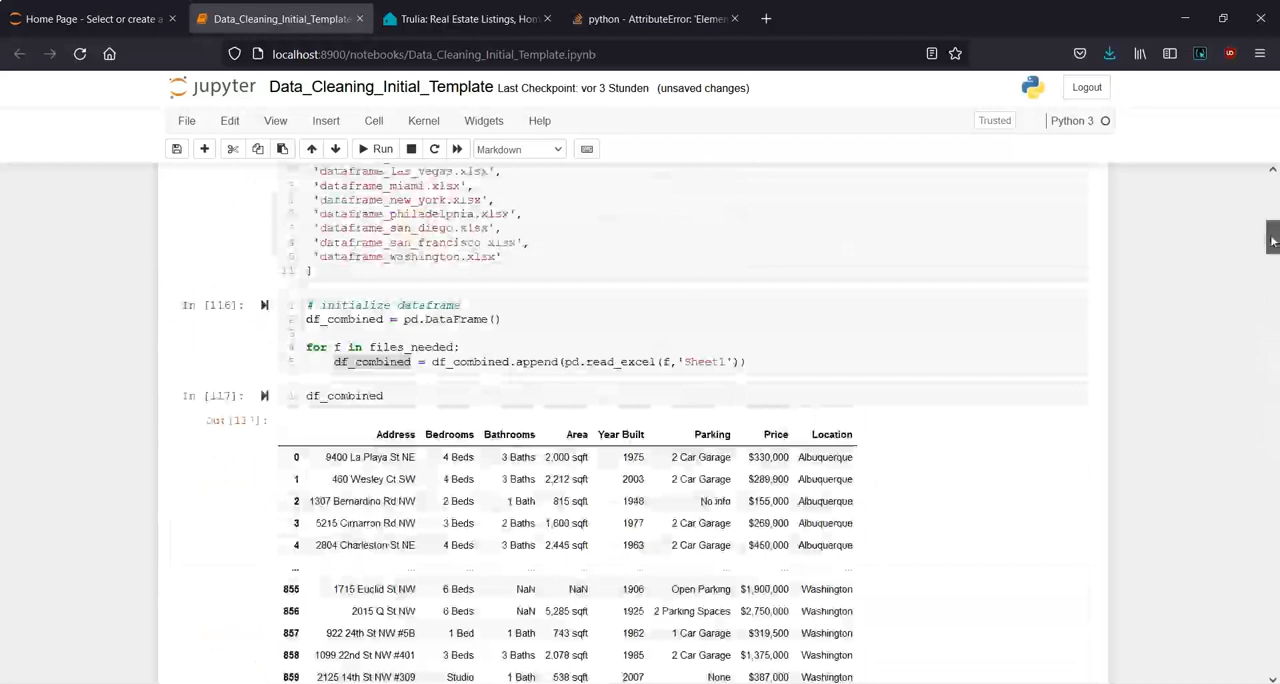 Home Page - Select or create a
Data_Cleaning_Initial_Template
Trulia: Real Estate Listings, Hom
python - AttributeError: 'Elemen
localhost:8900/notebooks/Data_Cleaning_Initial_Template.ipynb
jupyter Data_Cleaning_Initial_Template Last Checkpoint: vor 3 Stunden (unsaved changes)
Logout
File Edit View Insert Cell Kernel Widgets Help
Trusted
Python 3
Run
Markdown
'dataframe_las_vegas.xlsx',
'dataframe_miami.xlsx',
'dataframe_new_york.xlsx',
'dataframe_philadelphia.xlsx',
'dataframe_san_diego.xlsx',
'dataframe_san_francisco.xlsx',
'dataframe_washington.xlsx'
11 ]
In [116]:
1 # initialize dataframe
2 df_combined = pd.DataFrame()
3
4 for f in files_needed:
5 df_combined = df_combined.append(pd.read_excel(f,'Sheet1'))
In [117]:
1 df_combined
Out[117]:
Address Bedrooms Bathrooms Area Year Built Parking Price Location
0 9400 La Playa St NE 4 Beds 3 Baths 2,000 sqft 1975 2 Car Garage $330,000 Albuquerque
1 460 Wesley Ct SW 4 Beds 3 Baths 2,212 sqft 2003 2 Car Garage $289,900 Albuquerque
2 1307 Bernardino Rd NW 2 Beds 1 Bath 815 sqft 1948 No info $155,000 Albuquerque
3 5215 Cimarron Rd NW 3 Beds 2 Baths 1,600 sqft 1977 2 Car Garage $269,900 Albuquerque
4 2804 Charleston St NE 4 Beds 3 Baths 2,445 sqft 1963 2 Car Garage $450,000 Albuquerque
... ... ... ... ... ... ... ... ...
855 1715 Euclid St NW 6 Beds NaN NaN 1906 Open Parking $1,900,000 Washington
856 2015 Q St NW 6 Beds NaN 5,285 sqft 1925 2 Parking Spaces $2,750,000 Washington
857 922 24th St NW #5B 1 Bed 1 Bath 743 sqft 1962 1 Car Garage $319,500 Washington
858 1099 22nd St NW #401 3 Beds 3 Baths 2,078 sqft 1985 2 Car Garage $1,375,000 Washington
859 2125 14th St NW #309 Studio 1 Bath 538 sqft 2007 None $387,000 Washington